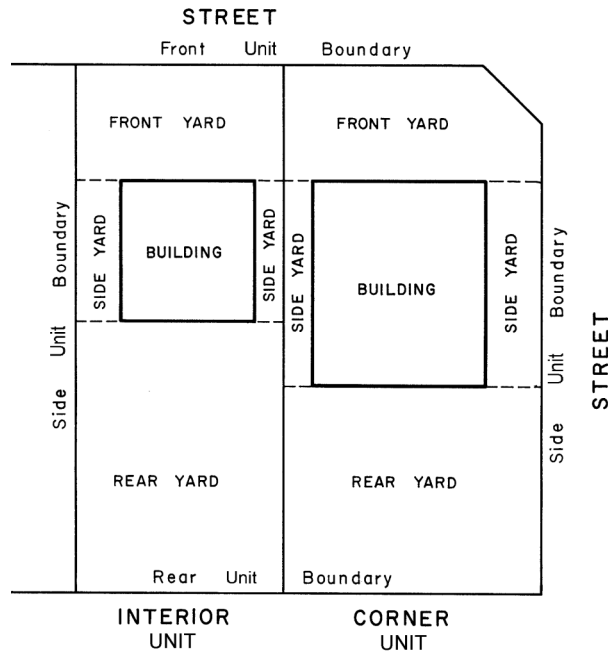 STREET
Front Unit Boundary
FRONT YARD
FRONT YARD
Side Unit Boundary
SIDE YARD
BUILDING
SIDE YARD
SIDE YARD
BUILDING
SIDE YARD
Side Unit Boundary
STREET
REAR YARD
REAR YARD
Rear Unit Boundary
INTERIOR
UNIT
CORNER
UNIT